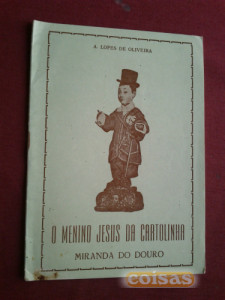 A. LOPES DE OLIVEIRA
O MENINO JESUS DA CARTOLINHA
MIRANDA DO DOURO
coisas